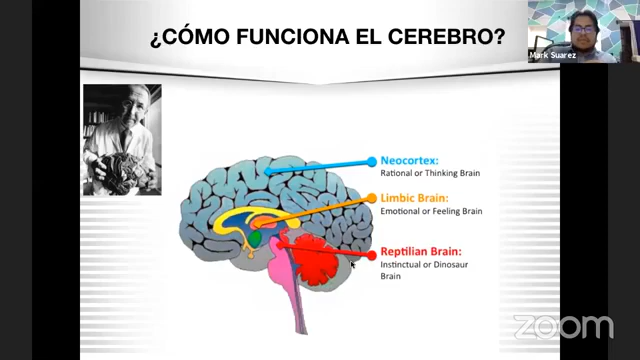 ¿CÓMO FUNCIONA EL CEREBRO?
Mark Suarez
Neocortex:
Rational or Thinking Brain
Limbic Brain:
Emotional or Feeling Brain
Reptilian Brain:
Instinctual or Dinosaur
Brain
zoom